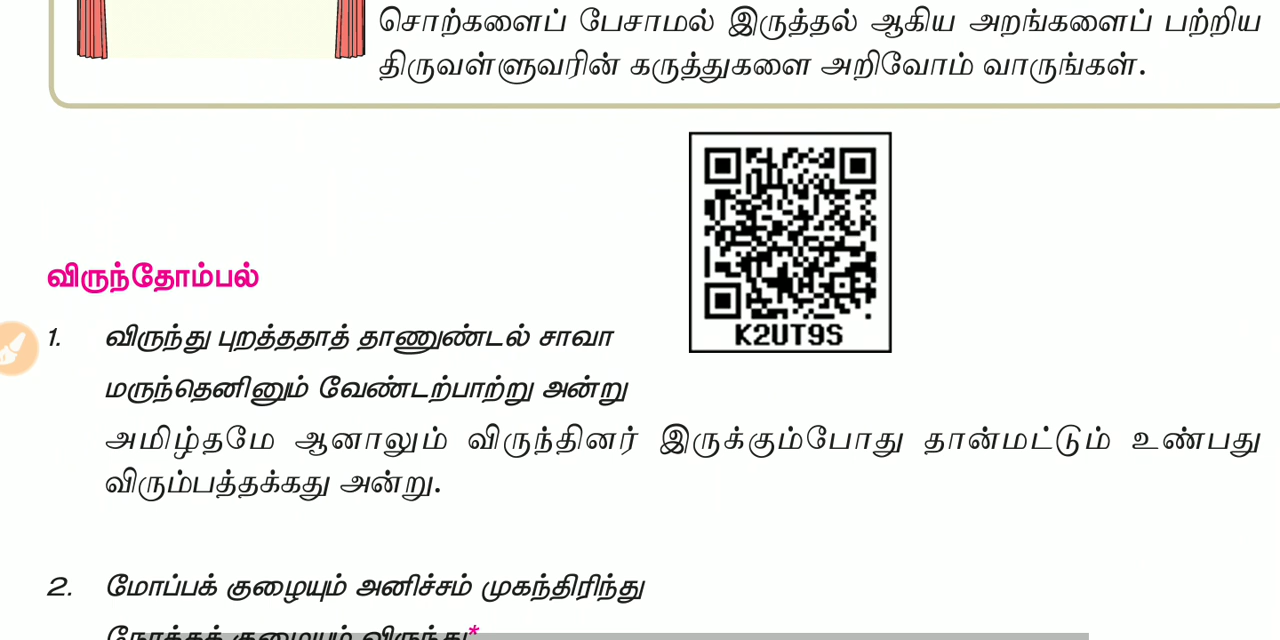 சொற்களைப் பேசாமல் இருத்தல் ஆகிய அறங்களைப் பற்றிய
திருவள்ளுவரின் கருத்துகளை அறிவோம் வாருங்கள்.
K2UT9S
விருந்தோம்பல்
1. விருந்து புறத்ததாத் தாணுண்டல் சாவா
மருந்தெனினும் வேண்டற்பாற்று அன்று
அமிழ்தமே ஆனாலும் விருந்தினர் இருக்கும்போது தான்மட்டும் உண்பது
விரும்பத்தக்கது அன்று.
2. மோப்பக் குழையும் அனிச்சம் முகந்திரிந்து
நோக்கக் குழையும் விருந்து*